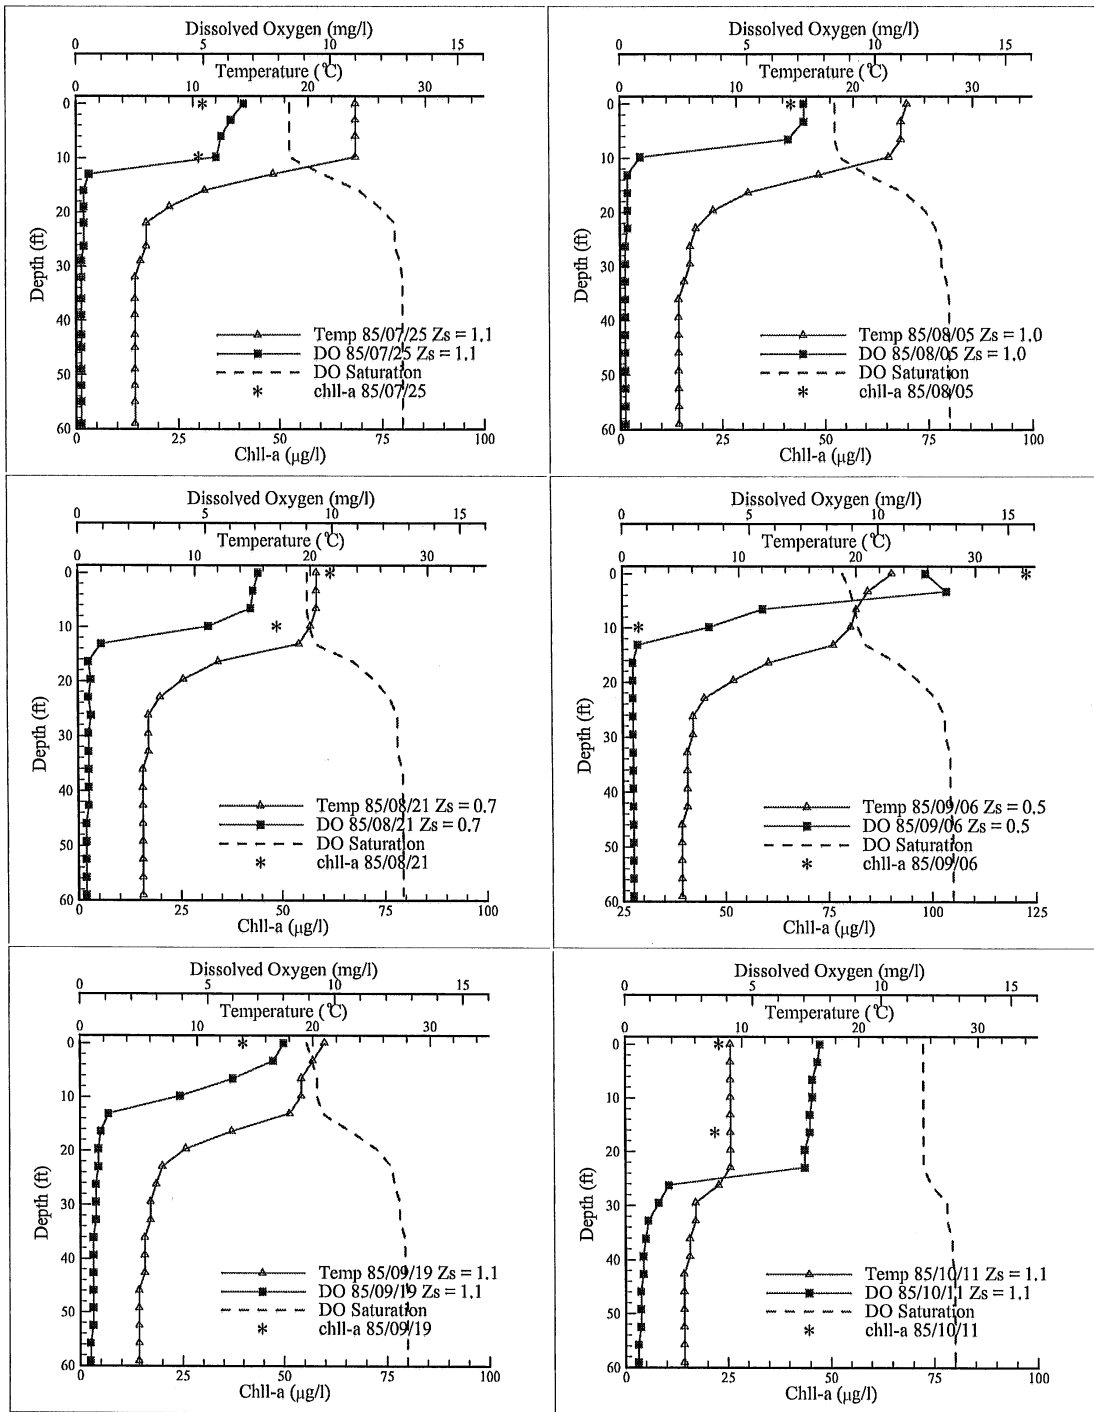 Dissolved Oxygen (mg/l)
0 5 10 15
Temperature (°C)
0 10 20 30
0
10
20
30
40
50
60
Depth (ft)
Temp 85/07/25 Zs = 1.1
DO 85/07/25 Zs = 1.1
DO Saturation
chll-a 85/07/25
0 25 50 75 100
Chll-a (μg/l)
Dissolved Oxygen (mg/l)
0 5 10 15
Temperature (°C)
0 10 20 30
0
10
20
30
40
50
60
Depth (ft)
Temp 85/08/05 Zs = 1.0
DO 85/08/05 Zs = 1.0
DO Saturation
chll-a 85/08/05
0 25 50 75 100
Chll-a (μg/l)
Dissolved Oxygen (mg/l)
0 5 10 15
Temperature (°C)
0 10 20 30
0
10
20
30
40
50
60
Depth (ft)
Temp 85/08/21 Zs = 0.7
DO 85/08/21 Zs = 0.7
DO Saturation
chll-a 85/08/21
0 25 50 75 100
Chll-a (μg/l)
Dissolved Oxygen (mg/l)
0 5 10 15
Temperature (°C)
0 10 20 30
0
10
20
30
40
50
60
Depth (ft)
Temp 85/09/06 Zs = 0.5
DO 85/09/06 Zs = 0.5
DO Saturation
chll-a 85/09/06
25 50 75 100 125
Chll-a (μg/l)
Dissolved Oxygen (mg/l)
0 5 10 15
Temperature (°C)
0 10 20 30
0
10
20
30
40
50
60
Depth (ft)
Temp 85/09/19 Zs = 1.1
DO 85/09/19 Zs = 1.1
DO Saturation
chll-a 85/09/19
0 25 50 75 100
Chll-a (μg/l)
Dissolved Oxygen (mg/l)
0 5 10 15
Temperature (°C)
0 10 20 30
0
10
20
30
40
50
60
Depth (ft)
Temp 85/10/11 Zs = 1.1
DO 85/10/11 Zs = 1.1
DO Saturation
chll-a 85/10/11
0 25 50 75 100
Chll-a (μg/l)